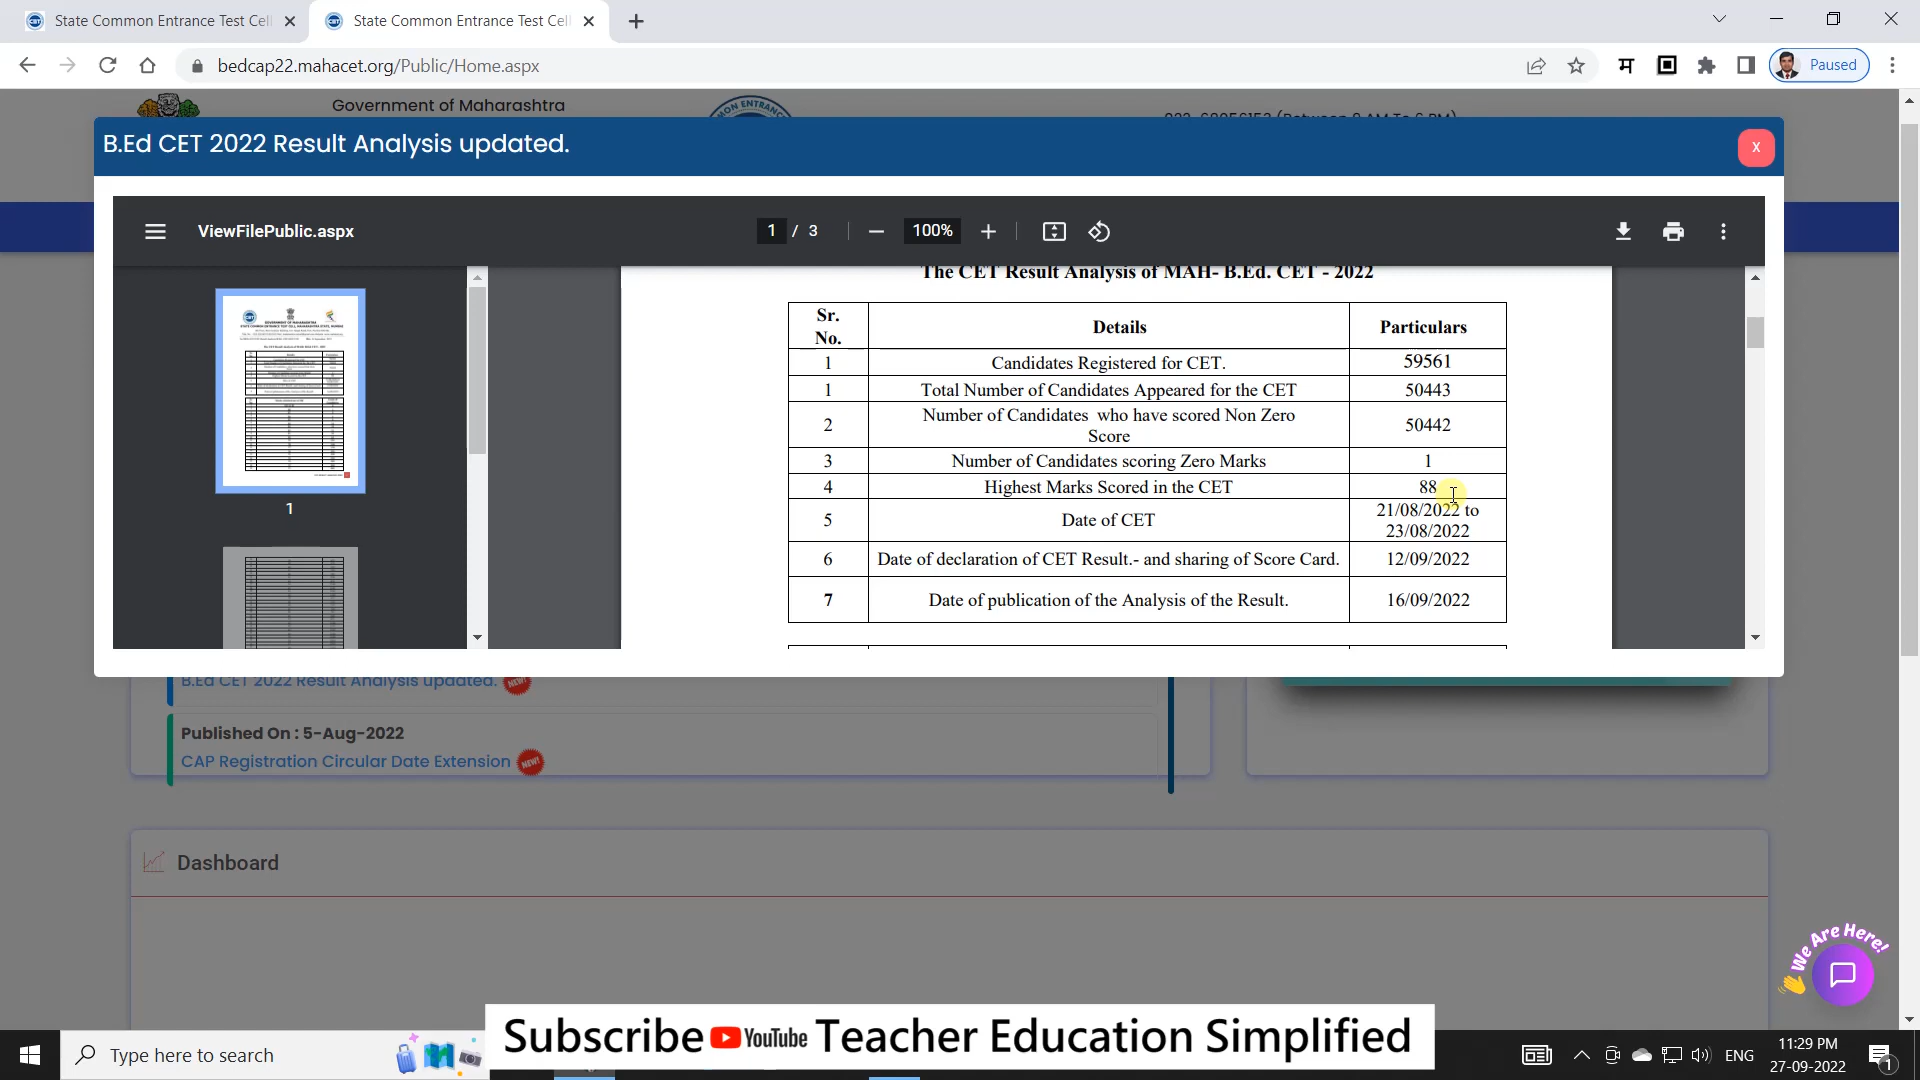 State Common Entrance Test Cell
State Common Entrance Test Cell
bedcap22.mahacet.org/Public/Home.aspx
म
Paused
Government of Maharashtra
B.Ed CET 2022 Result Analysis updated.
X
ViewFilePublic.aspx
1 / 3
100%
The CET Result Analysis of MAH- B.Ed. CET - 2022
Sr. No. Details Particulars
1 Candidates Registered for CET. 59561
1 Total Number of Candidates Appeared for the CET 50443
2 Number of Candidates who have scored Non Zero Score 50442
3 Number of Candidates scoring Zero Marks 1
4 Highest Marks Scored in the CET 88
5 Date of CET 21/08/2022 to 23/08/2022
6 Date of declaration of CET Result.- and sharing of Score Card. 12/09/2022
7 Date of publication of the Analysis of the Result. 16/09/2022
1
B.Ed CET 2022 Result Analysis updated. NEW!
Published On : 5-Aug-2022
CAP Registration Circular Date Extension NEW!
Dashboard
We Are Here!
Subscribe YouTube Teacher Education Simplified
Type here to search
ENG
11:29 PM
27-09-2022
1